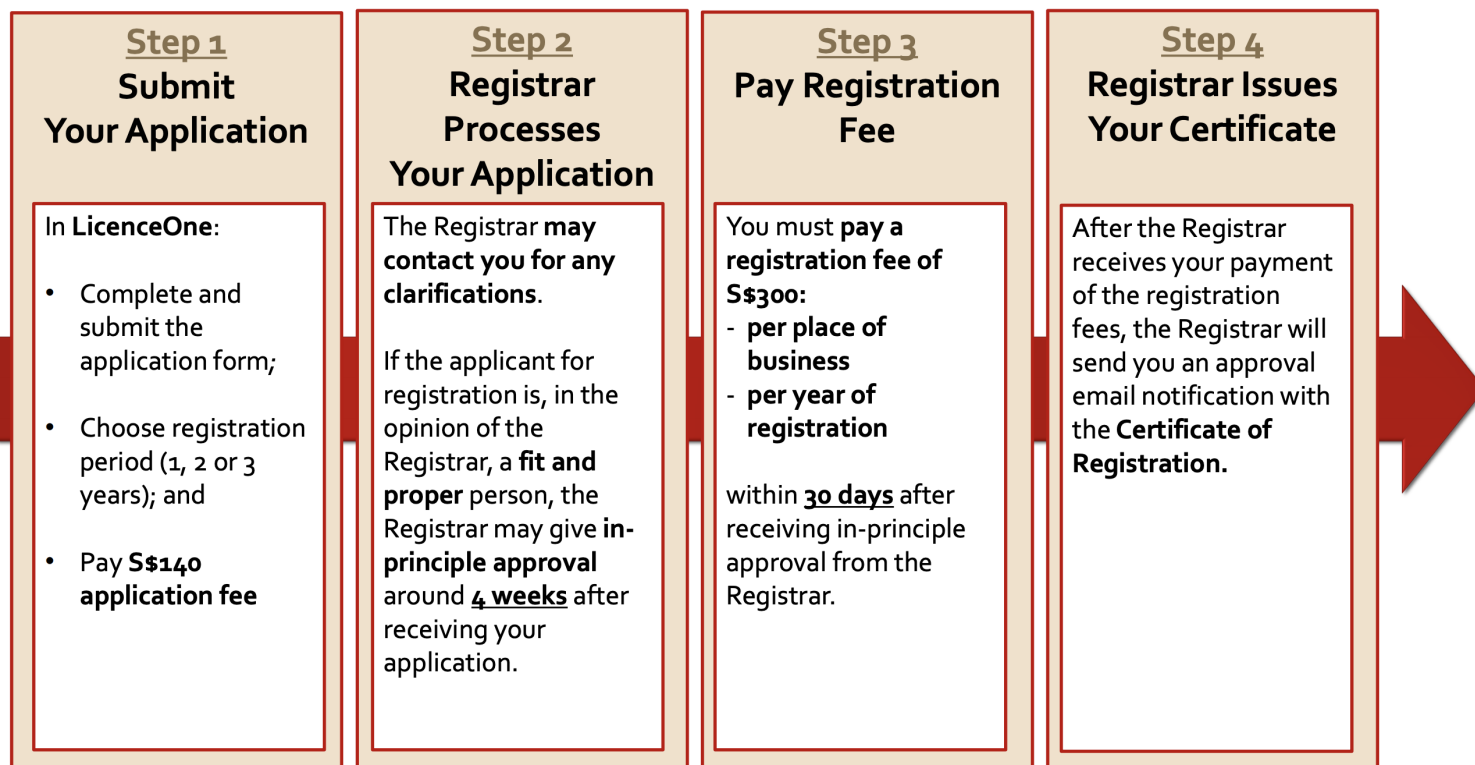 Step 1
Submit
Your Application
In LicenceOne:
• Complete and
submit the
application form;
• Choose registration
period (1, 2 or 3
years); and
• Pay S$140
application fee
Step 2
Registrar
Processes
Your Application
The Registrar may
contact you for any
clarifications.
If the applicant for
registration is, in the
opinion of the
Registrar, a fit and
proper person, the
Registrar may give in-
principle approval
around 4 weeks after
receiving your
application.
Step 3
Pay Registration
Fee
You must pay a
registration fee of
S$300:
- per place of
business
- per year of
registration
within 30 days after
receiving in-principle
approval from the
Registrar.
Step 4
Registrar Issues
Your Certificate
After the Registrar
receives your payment
of the registration
fees, the Registrar will
send you an approval
email notification with
the Certificate of
Registration.